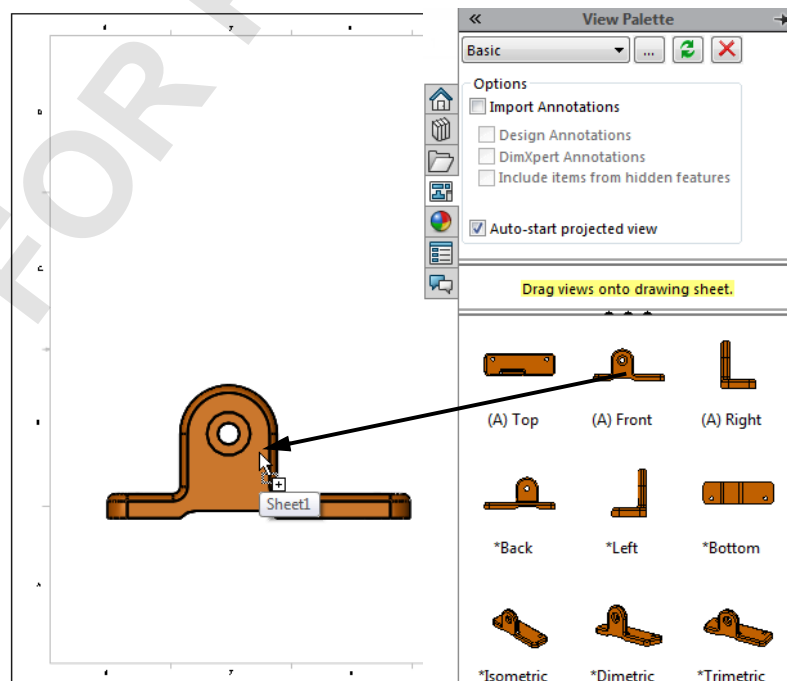 FOR
View Palette
Basic
...
Options
Import Annotations
Design Annotations
DimXpert Annotations
Include items from hidden features
Auto-start projected view
Drag views onto drawing sheet.
(A) Top
(A) Front
(A) Right
Sheet1
*Back
*Left
*Bottom
*Isometric
*Dimetric
*Trimetric